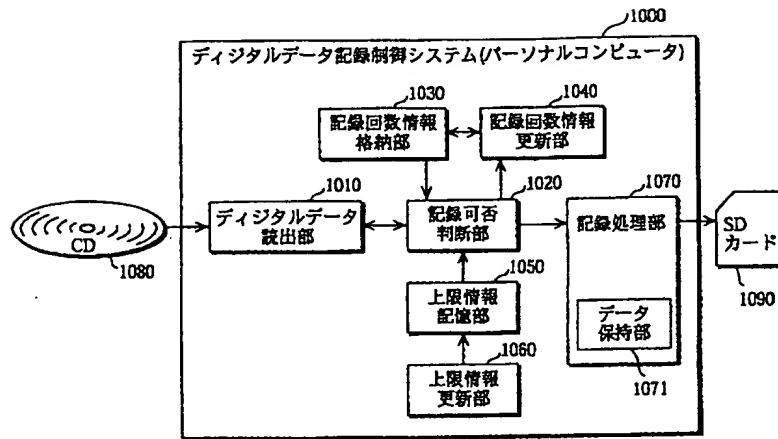 1000
ディジタルデータ記録制御システム(パーソナルコンピュータ)
1030
記録回数情報
格納部
1040
記録回数情報
更新部
1010
ディジタルデータ
読出部
1020
記録可否
判断部
1070
記録処理部
CD
1080
SD
カード
1090
1050
上限情報
記憶部
データ
保持部
1071
1060
上限情報
更新部